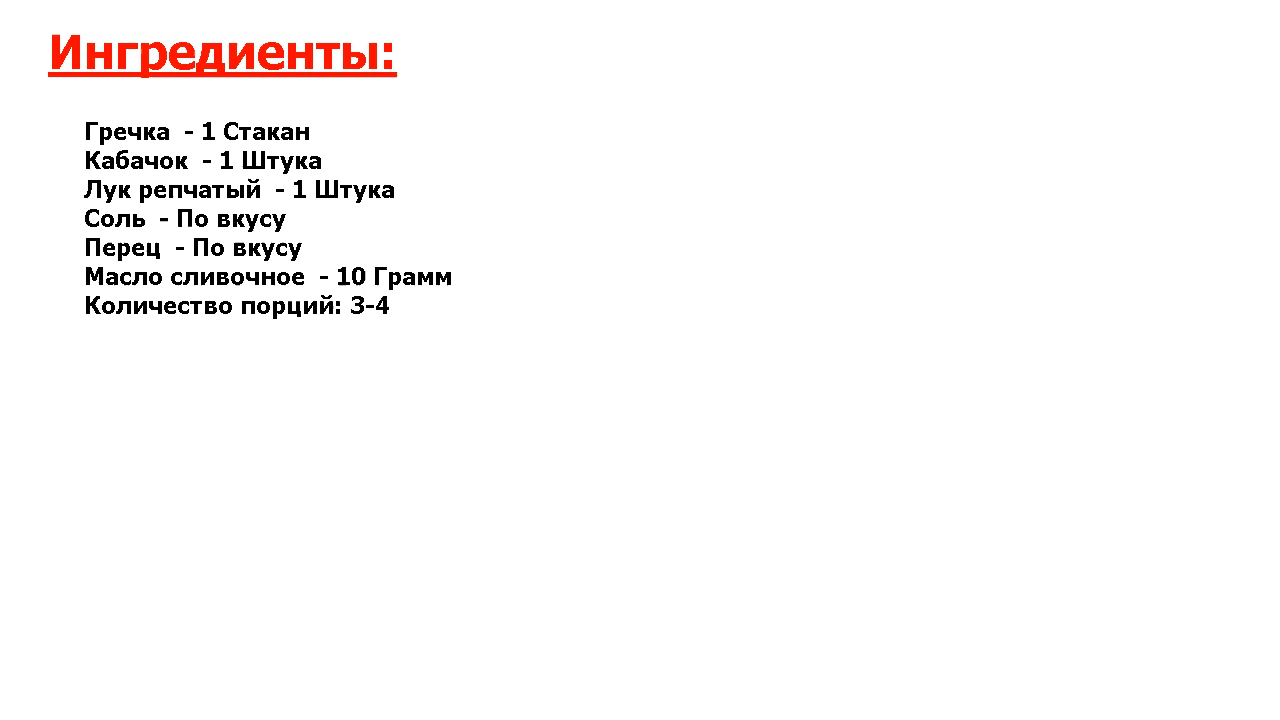 Ингредиенты:
Гречка  - 1 Стакан
Кабачок  - 1 Штука
Лук репчатый  - 1 Штука
Соль  - По вкусу
Перец  - По вкусу
Масло сливочное  - 10 Грамм
Количество порций: 3-4